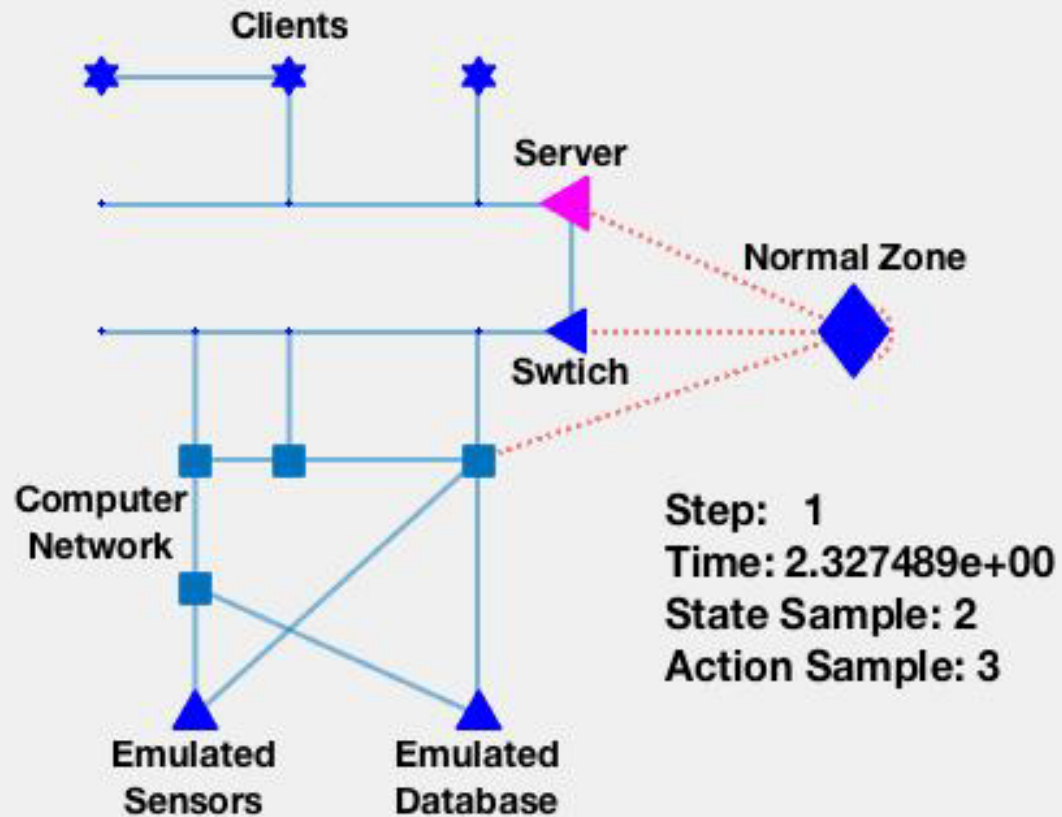 Clients
Server
Normal Zone
Swtich
Computer
Network
Step: 1
Time: 2.327489e+00
State Sample: 2
Action Sample: 3
Emulated
Sensors
Emulated
Database